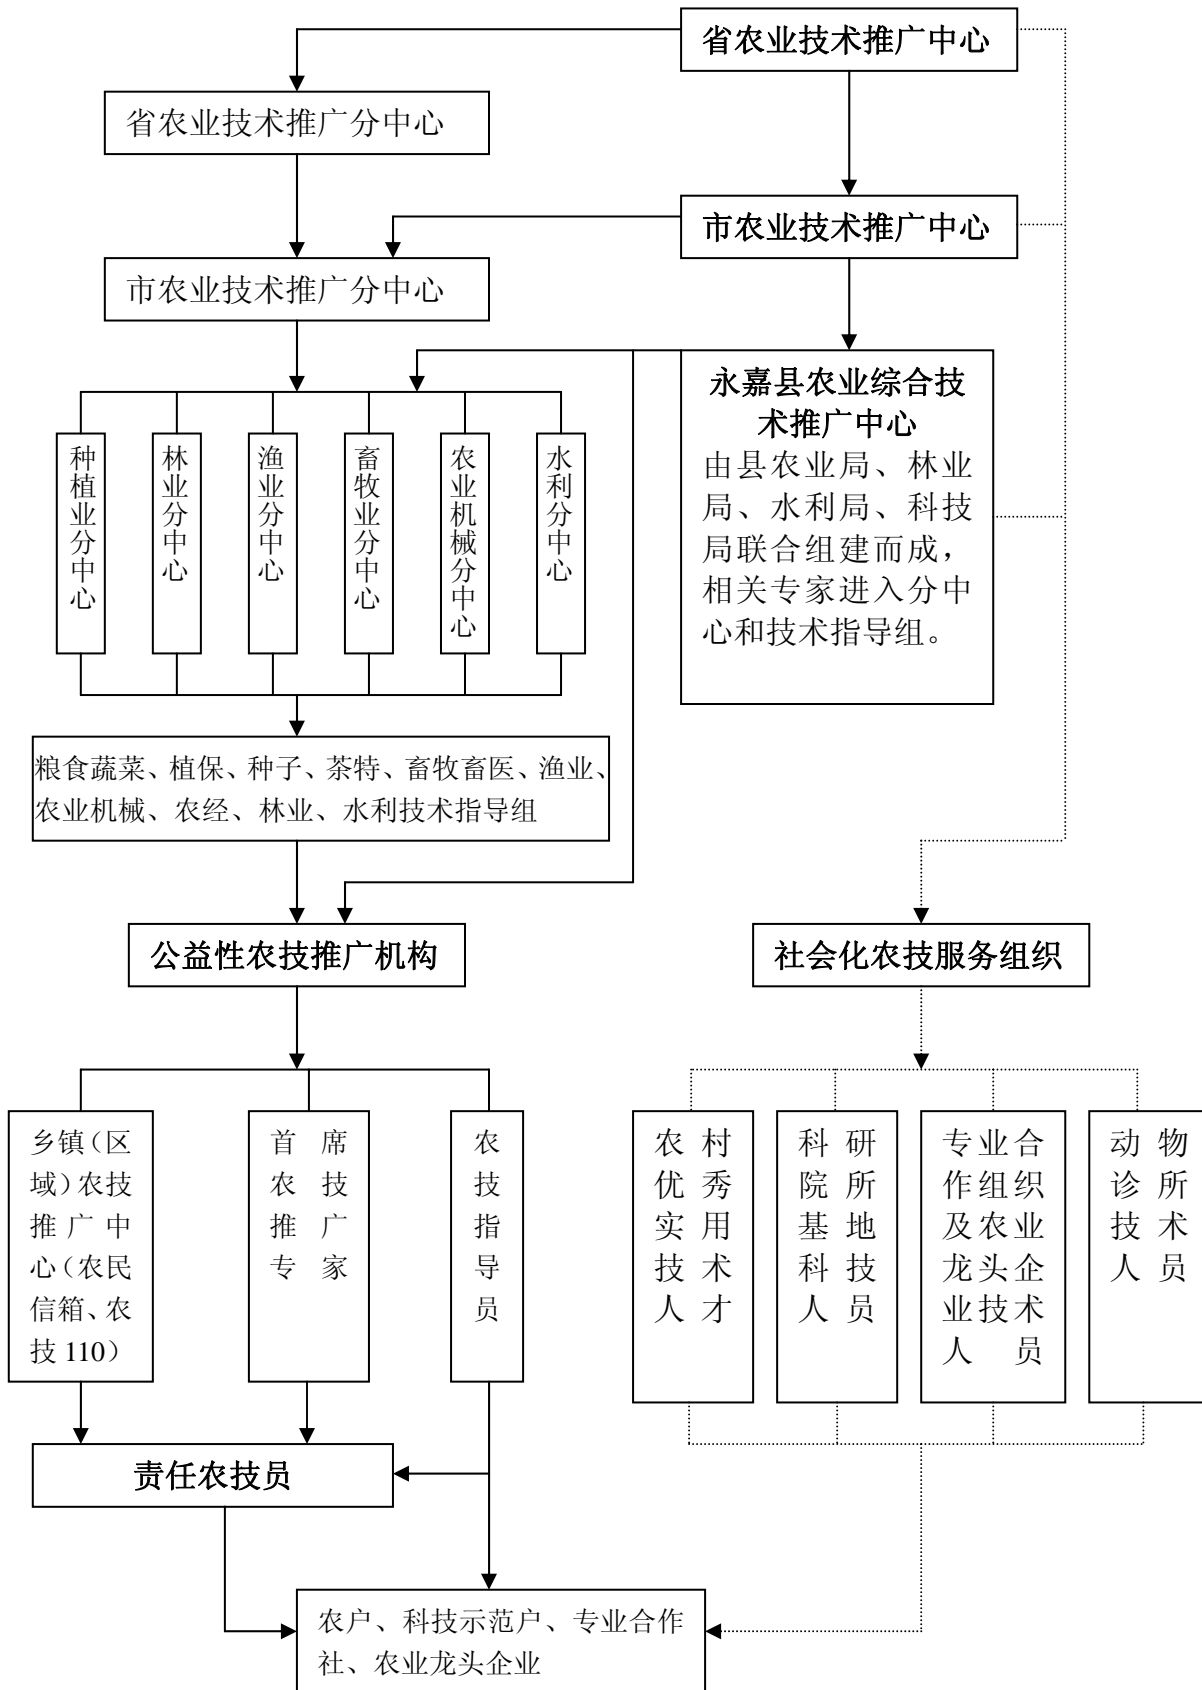 省农业技术推广中心
省农业技术推广分中心
市农业技术推广中心
市农业技术推广分中心
永嘉县农业综合技
术推广中心
由县农业局、林业
局、水利局、科技
局联合组建而成，
相关专家进入分中
心和技术指导组。
种植业分中心
林业分中心
渔业分中心
畜牧业分中心
农业机械分中心
水利分中心
粮食蔬菜、植保、种子、茶特、畜牧畜医、渔业、
农业机械、农经、林业、水利技术指导组
公益性农技推广机构
社会化农技服务组织
乡镇（区
域）农技
推广中
心（农民
信箱、农
技 110）
首席
农技
推广
专家
农技指导员
农村
优秀
实用
技术
人才
科研
院所
基地
科技
人员
专业合
作组织
及农业
龙头企
业技术
人员
动物
诊所
技术
人员
责任农技员
农户、科技示范户、专业合作
社、农业龙头企业